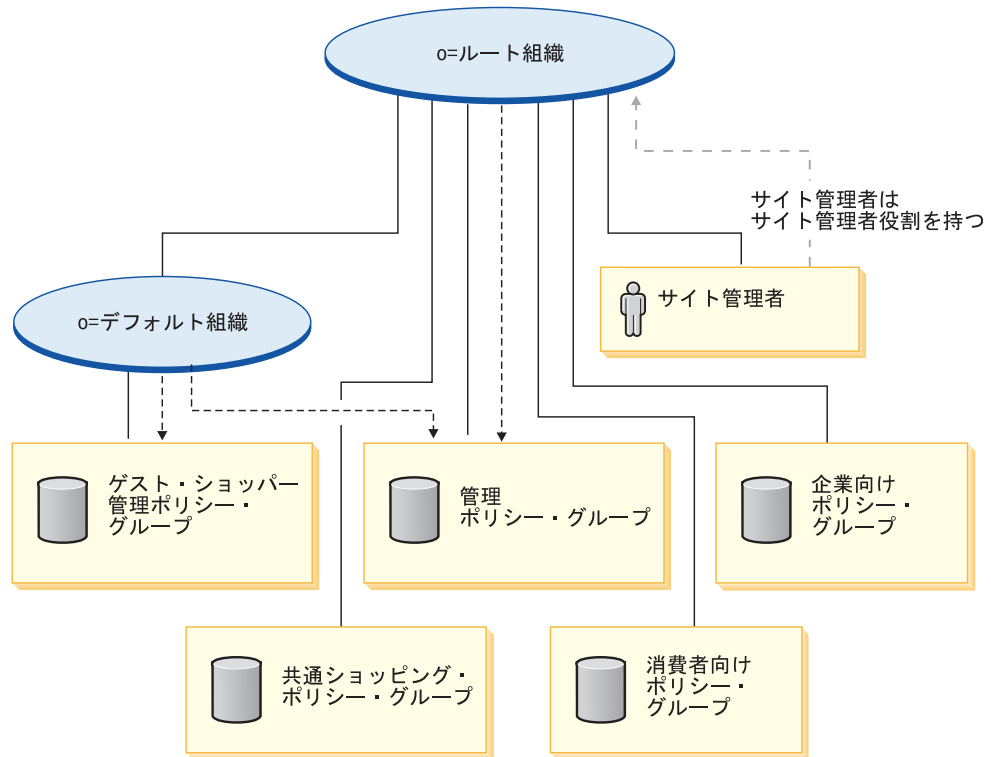 o=ルート組織
サイト管理者は
サイト管理者役割を持つ
サイト管理者
o=デフォルト組織
ゲスト・ショッパー
管理ポリシー・
グループ
管理
ポリシー・グループ
企業向け
ポリシー・
グループ
共通ショッピング・
ポリシー・グループ
消費者向け
ポリシー・
グループ